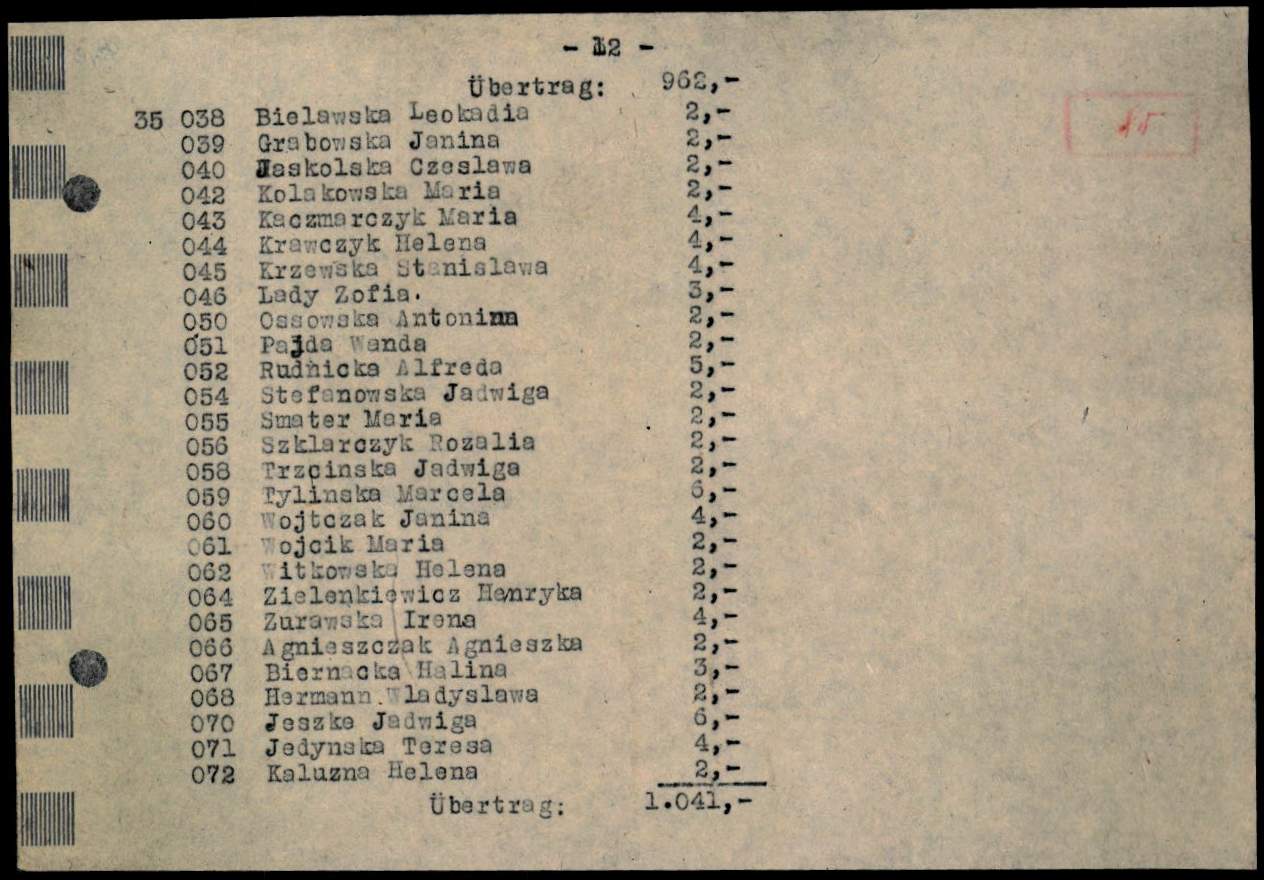 - 12 -
Übertrag: 962,-
35 038 Bielawska Leokadia 2,-
039 Grabowska Janina 2,-
040 Jaskolska Czeslawa 2,-
042 Kolakowska Maria 2,-
043 Kaczmarczyk Maria 4,-
044 Krawczyk Helena 4,-
045 Krzewska Stanislawa 4,-
046 Lady Zofia. 3,-
050 Ossowska Antonina 2,-
051 Pajda Wanda 2,-
052 Rudnicka Alfreda 5,-
054 Stefanowska Jadwiga 2,-
055 Smater Maria 2,-
056 Szklarczyk Rozalia 2,-
058 Trzcinska Jadwiga 2,-
059 Tylinska Marcela 6,-
060 Wojtczak Janina 4,-
061 Wojcik Maria 2,-
062 Witkowska Helena 2,-
064 Zielenkiewicz Henryka 2,-
065 Zurawska Irena 4,-
066 Agnieszczak Agnieszka 2,-
067 Biernacka Halina 3,-
068 Hermann Wladyslawa 2,-
070 Jeszke Jadwiga 6,-
071 Jedynska Teresa 4,-
072 Kaluzna Helena 2,-
Übertrag: 1.041,-